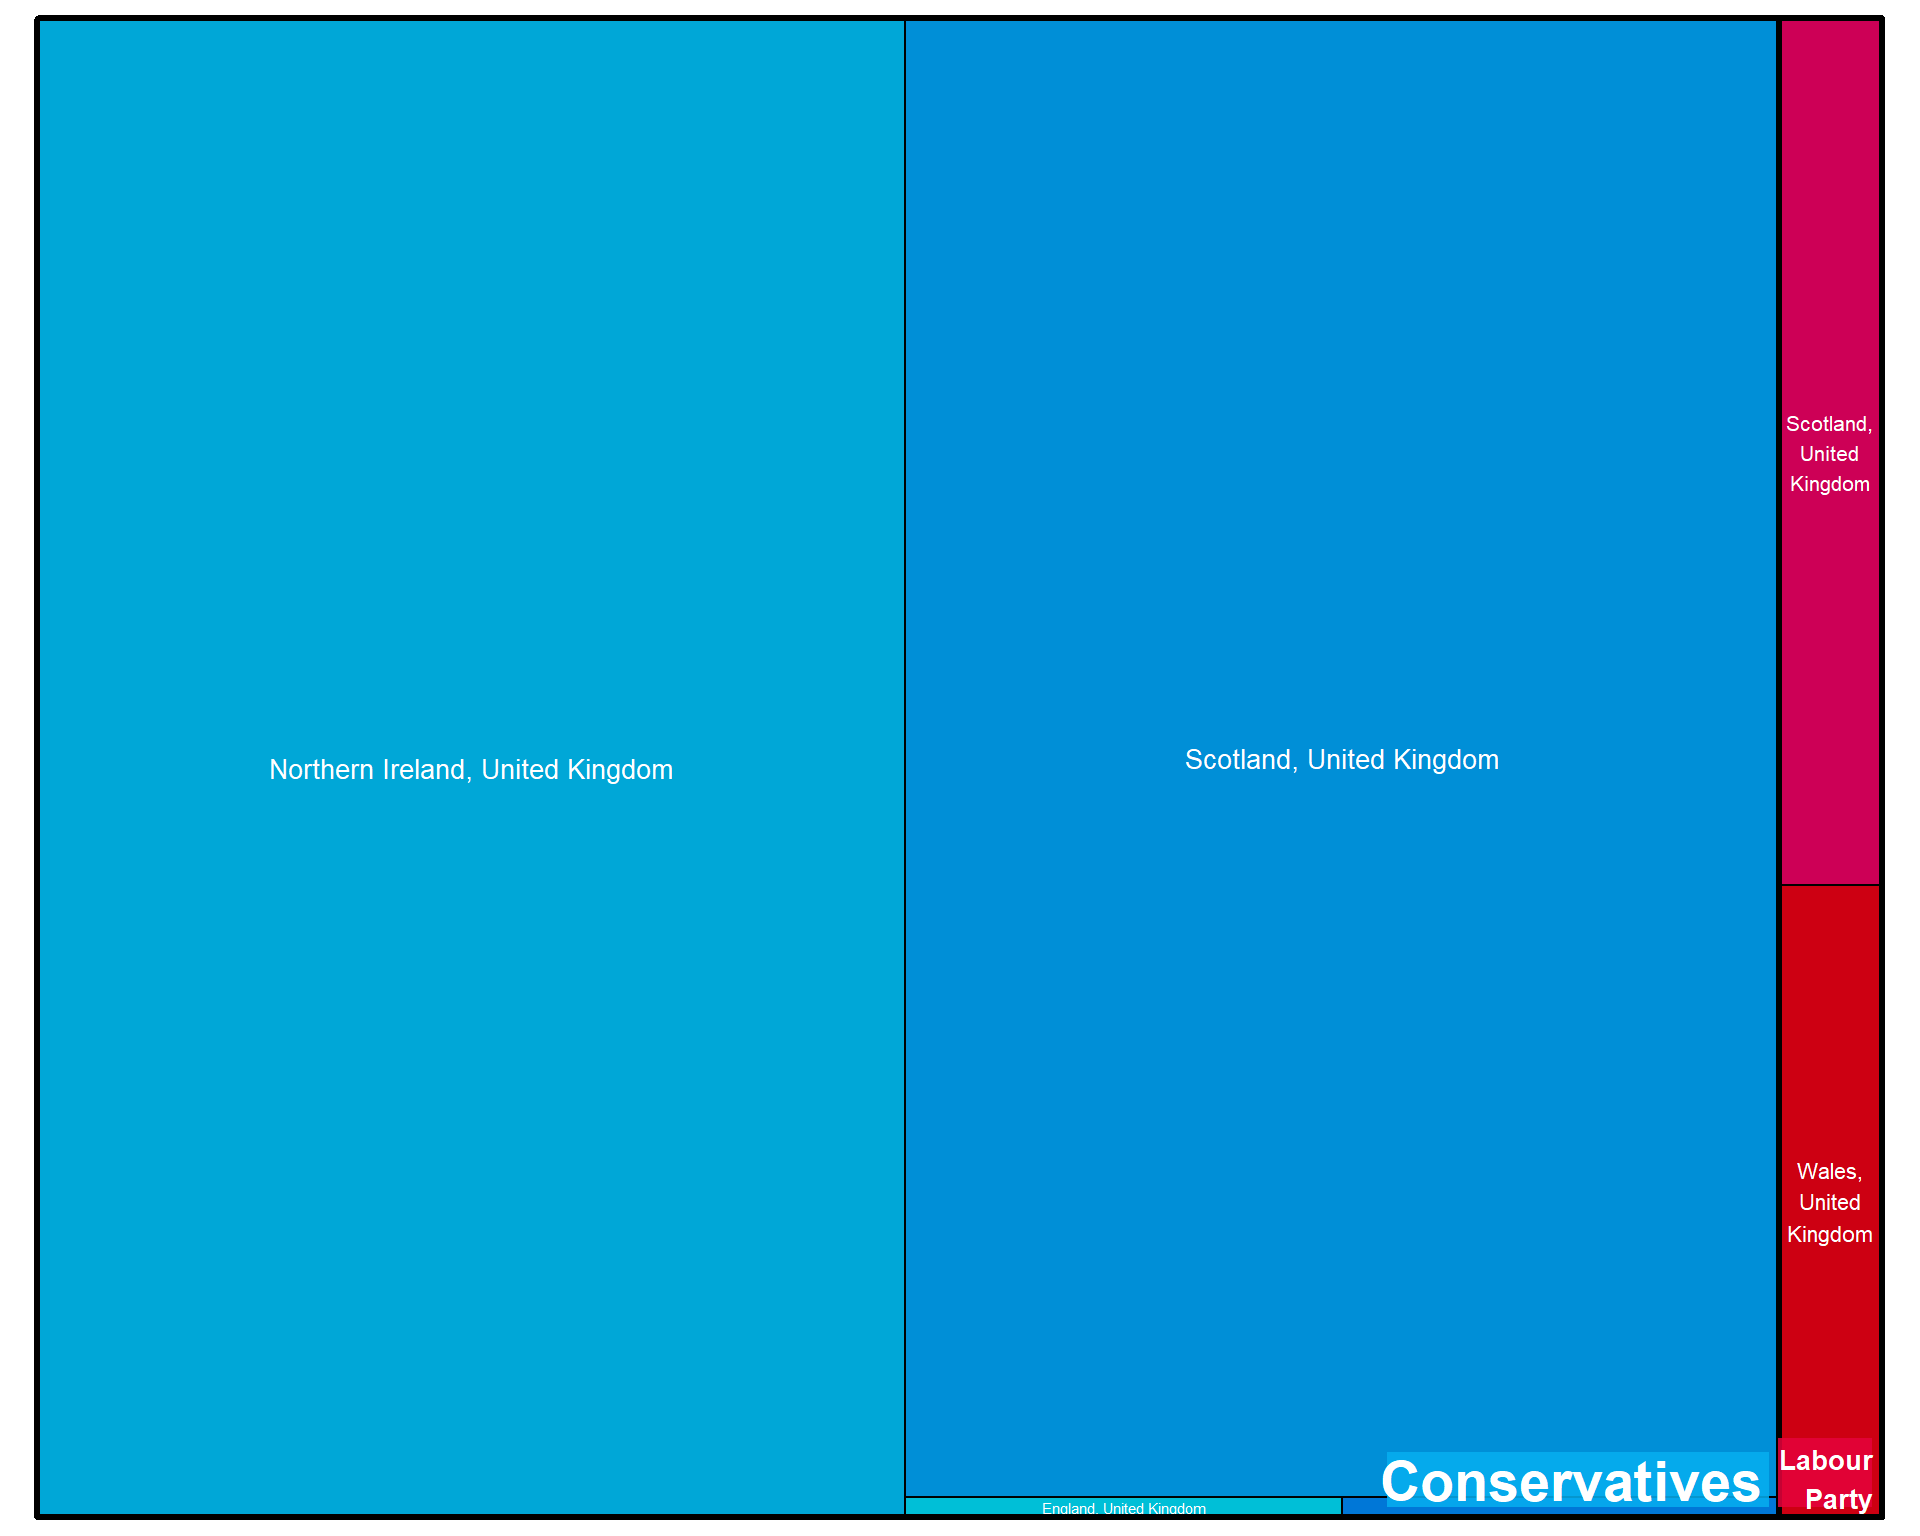 Northern Ireland, United Kingdom
Scotland, United Kingdom
Scotland,
United
Kingdom
Wales,
United
Kingdom
England, United Kingdom
Conservatives
Labour
Party